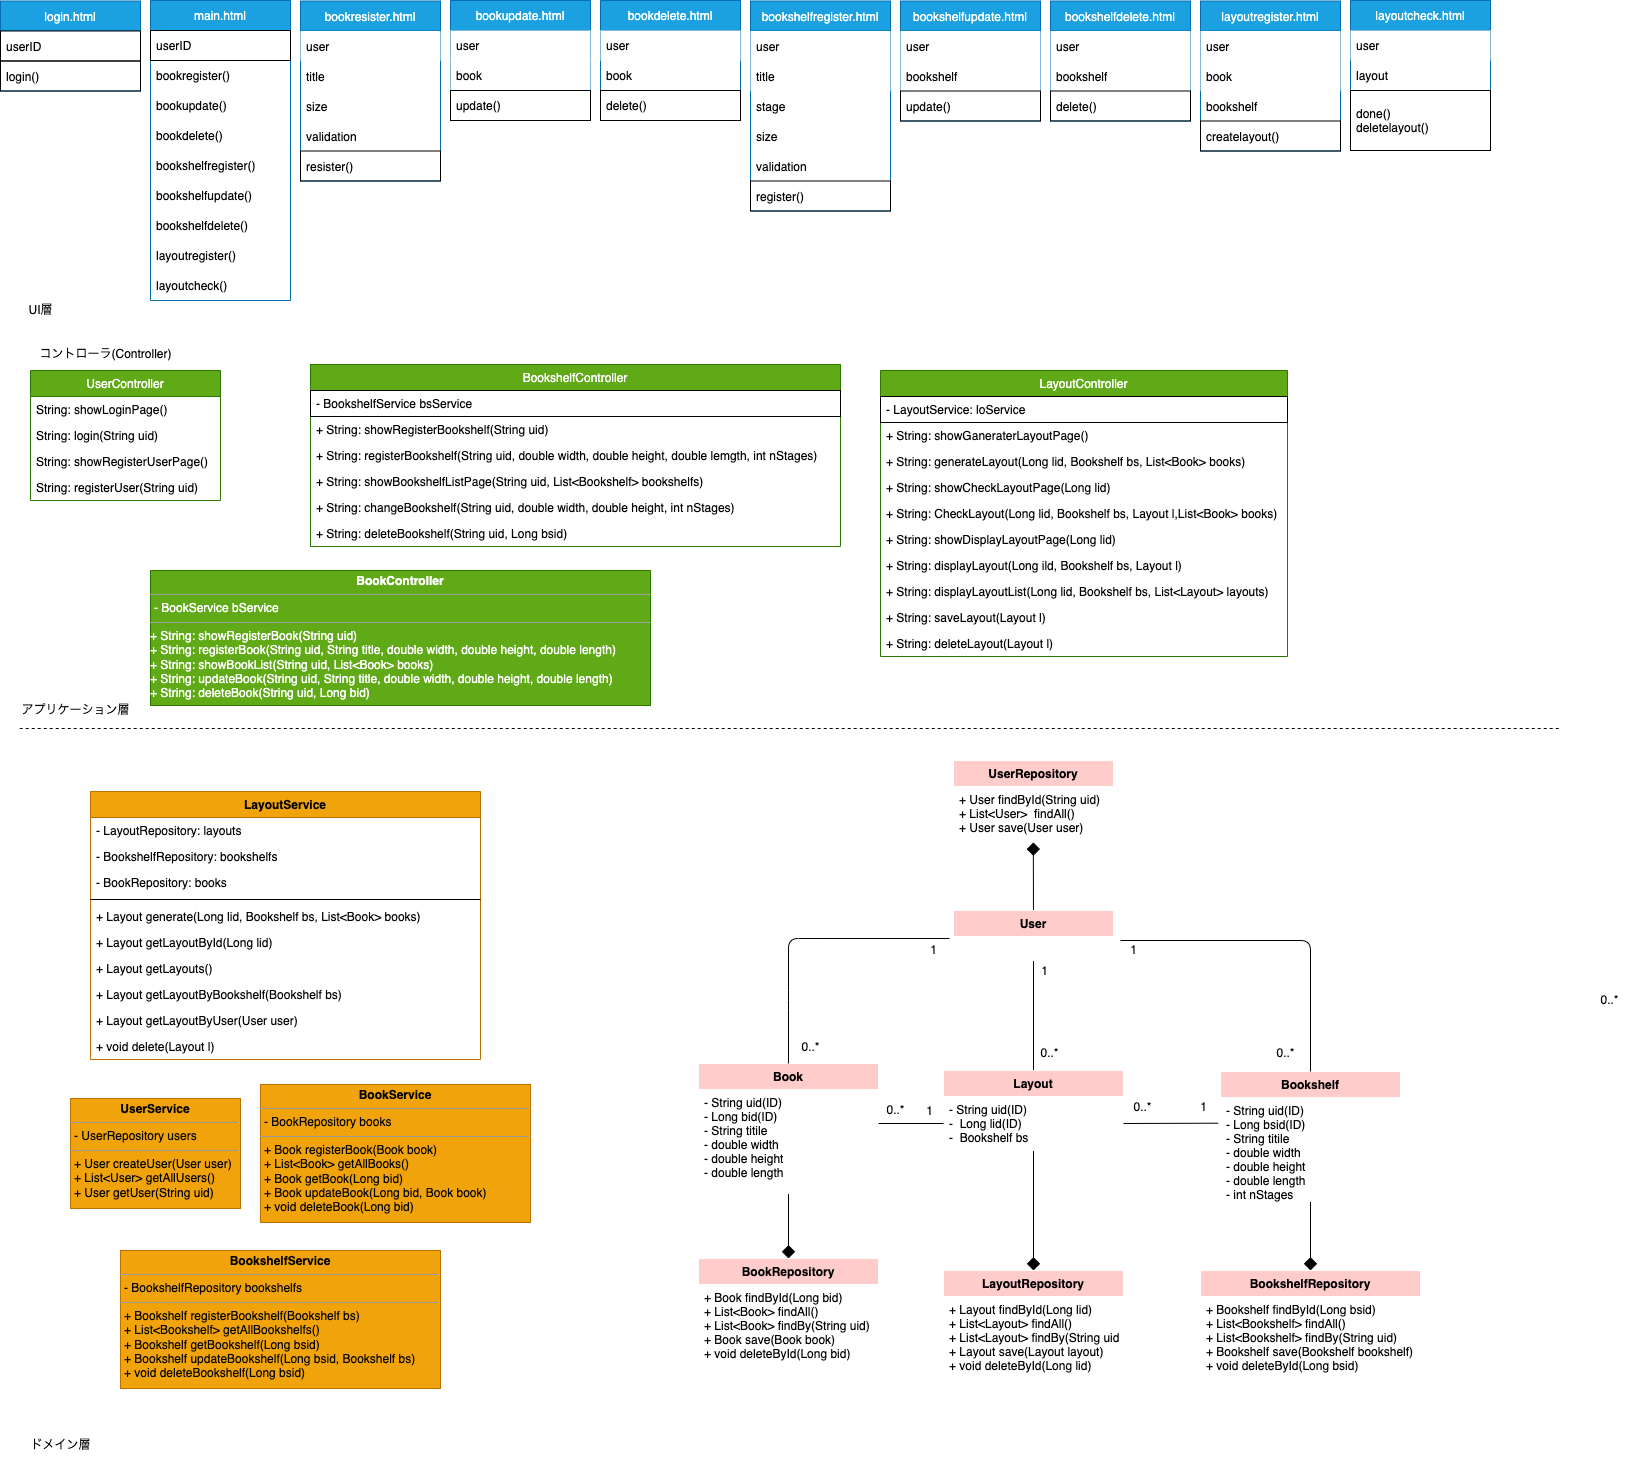 login.html
userID
login()
main.html
userID
bookregister()
bookupdate()
bookdelete()
bookshelfregister()
bookshelfupdate()
bookshelfdelete()
layoutregister()
layoutcheck()
bookresister.html
user
title
size
validation
resister()
bookupdate.html
user
book
update()
bookdelete.html
user
book
delete()
bookshelfregister.html
user
title
stage
size
validation
register()
bookshelfupdate.html
user
bookshelf
update()
bookshelfdelete.html
user
bookshelf
delete()
layoutregister.html
user
book
bookshelf
createlayout()
layoutcheck.html
user
layout
done()
deletelayout()
UI層
コントローラ(Controller)
UserController
String: showLoginPage()
String: login(String uid)
String: showRegisterUserPage()
String: registerUser(String uid)
BookshelfController
- BookshelfService bsService
+ String: showRegisterBookshelf(String uid)
+ String: registerBookshelf(String uid, double width, double height, double lemgth, int nStages)
+ String: showBookshelfListPage(String uid, List<Bookshelf> bookshelfs)
+ String: changeBookshelf(String uid, double width, double height, int nStages)
+ String: deleteBookshelf(String uid, Long bsid)
LayoutController
- LayoutService: loService
+ String: showGaneraterLayoutPage()
+ String: generateLayout(Long lid, Bookshelf bs, List<Book> books)
+ String: showCheckLayoutPage(Long lid)
+ String: CheckLayout(Long lid, Bookshelf bs, Layout l,List<Book> books)
+ String: showDisplayLayoutPage(Long lid)
+ String: displayLayout(Long ild, Bookshelf bs, Layout l)
+ String: displayLayoutList(Long lid, Bookshelf bs, List<Layout> layouts)
+ String: saveLayout(Layout l)
+ String: deleteLayout(Layout l)
BookController
- BookService bService
+ String: showRegisterBook(String uid)
+ String: registerBook(String uid, String title, double width, double height, double length)
+ String: showBookList(String uid, List<Book> books)
+ String: updateBook(String uid, String title, double width, double height, double length)
+ String: deleteBook(String uid, Long bid)
アプリケーション層
LayoutService
- LayoutRepository: layouts
- BookshelfRepository: bookshelfs
- BookRepository: books
+ Layout generate(Long lid, Bookshelf bs, List<Book> books)
+ Layout getLayoutById(Long lid)
+ Layout getLayouts()
+ Layout getLayoutByBookshelf(Bookshelf bs)
+ Layout getLayoutByUser(User user)
+ void delete(Layout l)
UserService
- UserRepository users
+ User createUser(User user)
+ List<User> getAllUsers()
+ User getUser(String uid)
BookService
- BookRepository books
+ Book registerBook(Book book)
+ List<Book> getAllBooks()
+ Book getBook(Long bid)
+ Book updateBook(Long bid, Book book)
+ void deleteBook(Long bid)
BookshelfService
- BookshelfRepository bookshelfs
+ Bookshelf registerBookshelf(Bookshelf bs)
+ List<Bookshelf> getAllBookshelfs()
+ Bookshelf getBookshelf(Long bsid)
+ Bookshelf updateBookshelf(Long bsid, Bookshelf bs)
+ void deleteBookshelf(Long bsid)
UserRepository
+ User findById(String uid)
+ List<User> findAll()
+ User save(User user)
User
1
1
1
0..*
0..*
0..*
0..*
Book
- String uid(ID)
- Long bid(ID)
- String titile
- double width
- double height
- double length
0..*
1
Layout
- String uid(ID)
- Long lid(ID)
- Bookshelf bs
0..*
1
Bookshelf
- String uid(ID)
- Long bsid(ID)
- String titile
- double width
- double height
- double length
- int nStages
BookRepository
+ Book findById(Long bid)
+ List<Book> findAll()
+ List<Book> findBy(String uid)
+ Book save(Book book)
+ void deleteById(Long bid)
LayoutRepository
+ Layout findById(Long lid)
+ List<Layout> findAll()
+ List<Layout> findBy(String uid
+ Layout save(Layout layout)
+ void deleteById(Long lid)
BookshelfRepository
+ Bookshelf findById(Long bsid)
+ List<Bookshelf> findAll()
+ List<Bookshelf> findBy(String uid)
+ Bookshelf save(Bookshelf bookshelf)
+ void deleteById(Long bsid)
ドメイン層